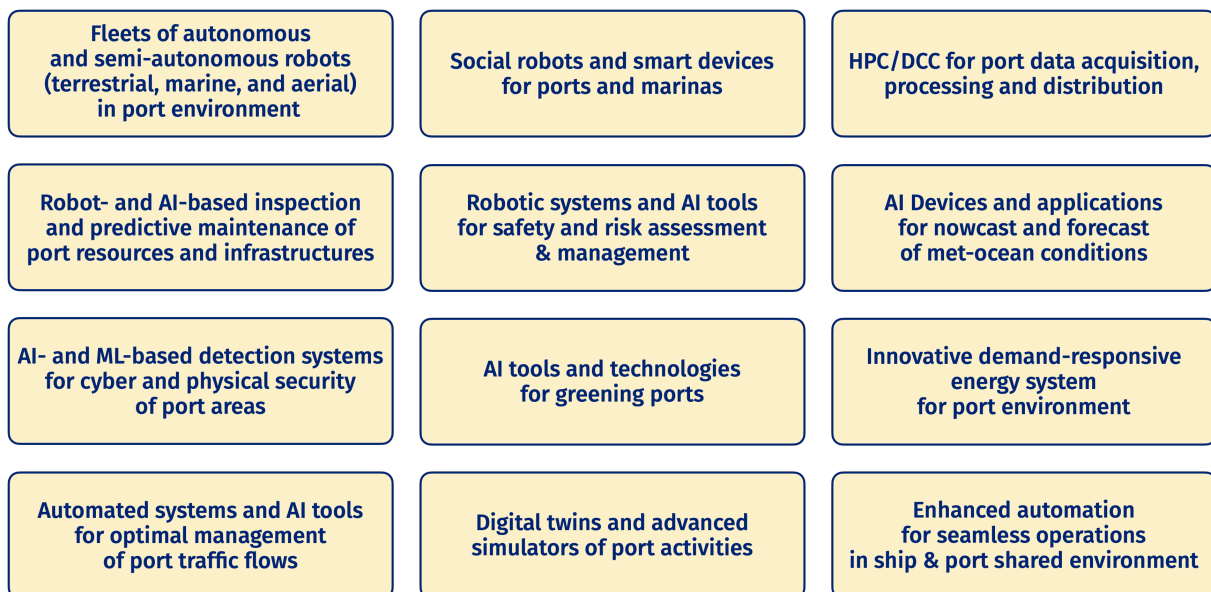 Fleets of autonomous
and semi-autonomous robots
(terrestrial, marine, and aerial)
in port environment
Social robots and smart devices
for ports and marinas
HPC/DCC for port data acquisition,
processing and distribution
Robot- and AI-based inspection
and predictive maintenance of
port resources and infrastructures
Robotic systems and AI tools
for safety and risk assessment
& management
AI Devices and applications
for nowcast and forecast
of met-ocean conditions
AI- and ML-based detection systems
for cyber and physical security
of port areas
AI tools and technologies
for greening ports
Innovative demand-responsive
energy system
for port environment
Automated systems and AI tools
for optimal management
of port traffic flows
Digital twins and advanced
simulators of port activities
Enhanced automation
for seamless operations
in ship & port shared environment